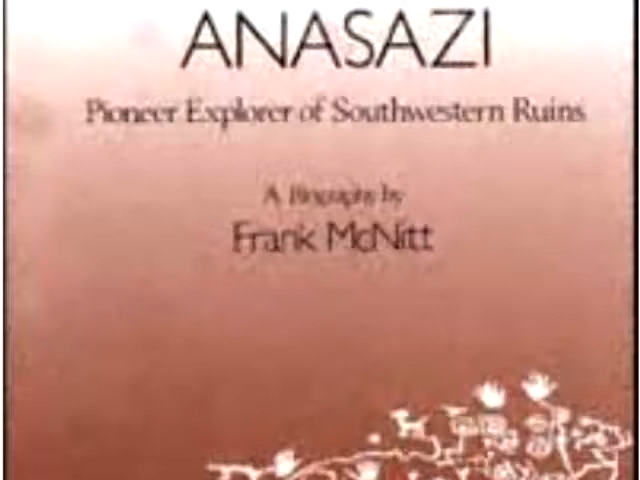 ANASAZI
Pioneer Explorer of Southwestern Ruins
A Biography by
Frank McNitt